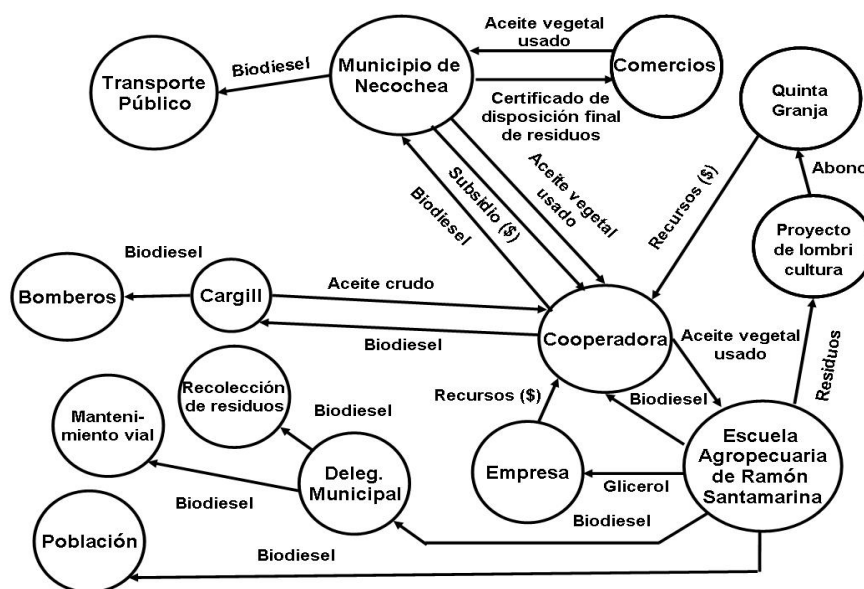 Aceite vegetal
usado
Biodiesel
Transporte
Público
Municipio de
Necochea
Comercios
Certificado de
disposición final
de residuos
Quinta
Granja
Abono
Aceite vegetal
usado
Subsidio ($)
Biodiesel
Recursos ($)
Proyecto
de lombri
cultura
Biodiesel
Bomberos
Cargill
Aceite crudo
Cooperadora
Biodiesel
Aceite vegetal
usado
Residuos
Recolección
de residuos
Recursos ($)
Biodiesel
Manteni-
miento vial
Biodiesel
Deleg.
Municipal
Empresa
Glicerol
Escuela
Agropecuaria
de Ramón
Santamarina
Biodiesel
Biodiesel
Población
Biodiesel